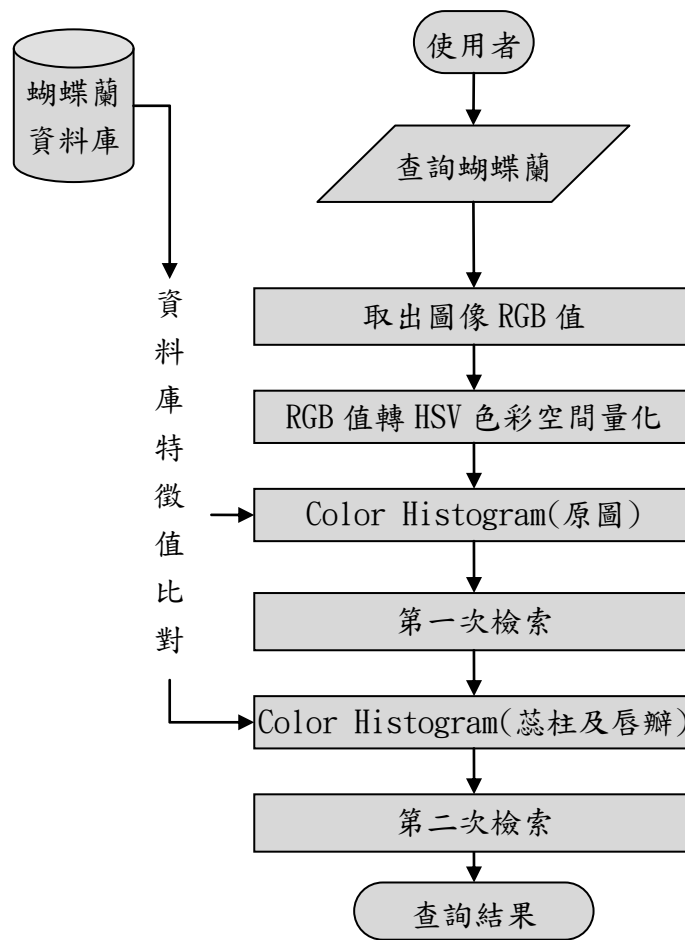 蝴蝶蘭
資料庫
使用者
查詢蝴蝶蘭
資料庫特徵值比對
取出圖像 RGB 值
RGB 值轉 HSV 色彩空間量化
Color Histogram(原圖)
第一次檢索
Color Histogram(蕊柱及唇瓣)
第二次檢索
查詢結果